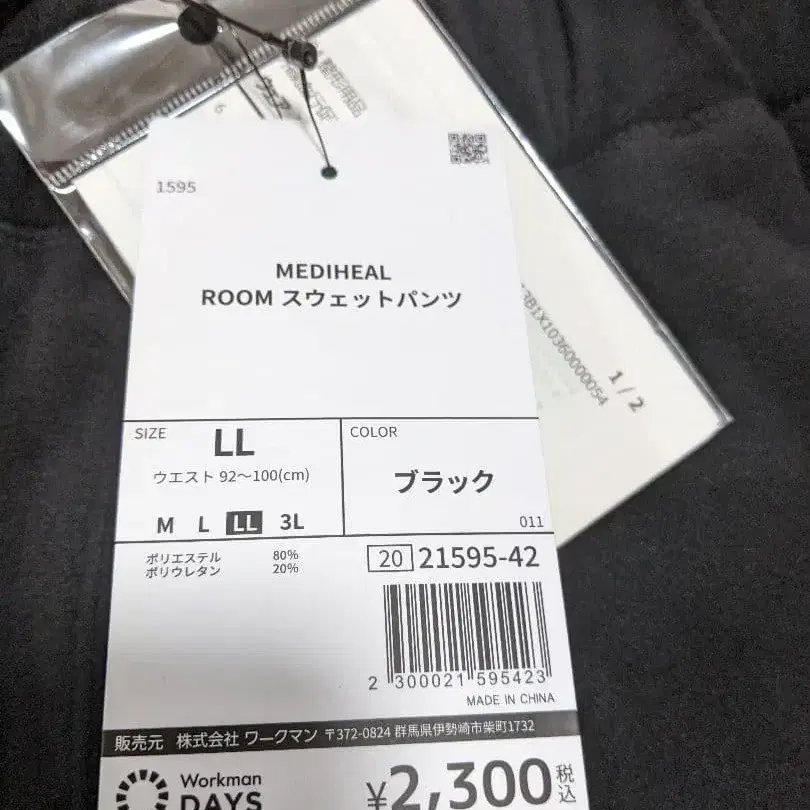 1595
MEDIHEAL
ROOM スウェットパンツ
SIZE
LL
ウエスト 92～100(cm)
M L LL 3L
COLOR
ブラック
011
ポリエステル 80%
ポリウレタン 20%
20 21595-42
2 300021 595423
MADE IN CHINA
販売元 株式会社 ワークマン 〒372-0824 群馬県伊勢崎市柴町1732
Workman
DAYS
¥2,300 税込
1 / 2